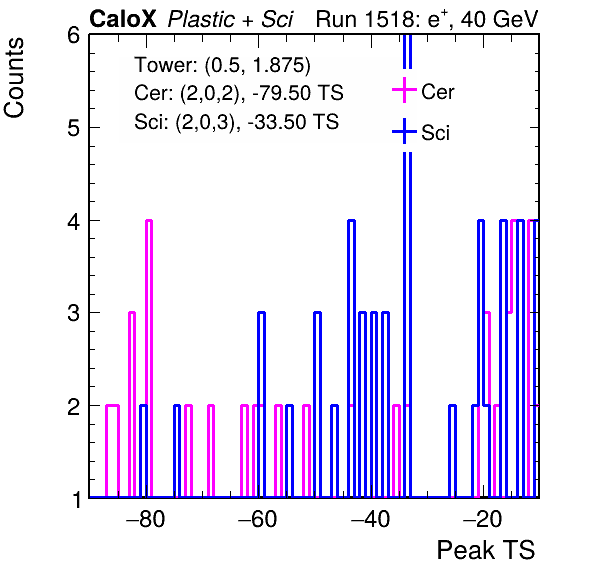 CaloX Plastic + Sci Run 1518: e+, 40 GeV
Counts
Tower: (0.5, 1.875)
Cer: (2,0,2), -79.50 TS
Sci: (2,0,3), -33.50 TS
Cer
Sci
6
5
4
3
2
1
−80 −60 −40 −20
Peak TS